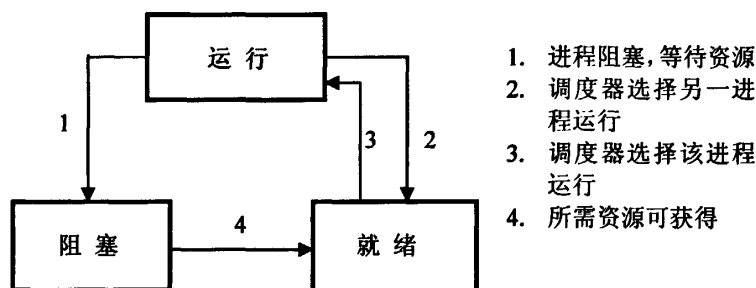 运 行
1. 进程阻塞,等待资源
2. 调度器选择另一进
程运行
3. 调度器选择该进程
运行
4. 所需资源可获得
1
3
2
4
阻 塞
就 绪